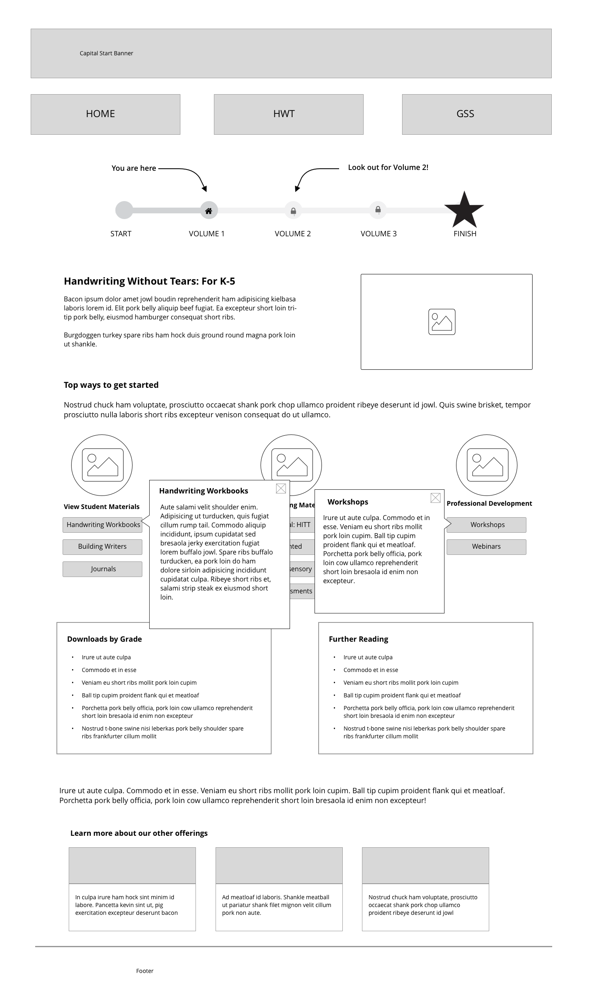 Capital Start Banner
HOME
HWT
GSS
You are here
Look out for Volume 2!
START
VOLUME 1
VOLUME 2
VOLUME 3
FINISH
Handwriting Without Tears: For K-5
Bacon ipsum dolor amet jowl boudin reprehenderit ham adipisicing kielbasa
laboris lorem id. Elit pork belly aliquip beef fugiat. Ea excepteur short loin tri-
tip pork belly, eiusmod hamburger consequat short ribs.
Burgdoggen turkey spare ribs ham hock duis ground round magna pork loin
ut shankle.
Top ways to get started
Nostrud chuck ham voluptate, prosciutto occaecat shank pork chop ullamco proident ribeye deserunt id jowl. Quis swine brisket, tempor
prosciutto nulla laboris short ribs excepteur venison consequat do ut ullamco.
View Student Materials
Handwriting Workbooks
Building Writers
Journals
Handwriting Workbooks
Aute salami velit shoulder enim.
Adipisicing ut turducken, quis fugiat
cillum rump tail. Commodo aliquip
incididunt, ipsum cupidatat sed
bresaola jerky exercitation fugiat
lorem buffalo jowl. Spare ribs buffalo
turducken, ea pork loin do ham
dolore sirloin adipisicing incididunt
cupidatat culpa. Ribeye short ribs et,
salami strip steak ex eiusmod short
loin.
HITT
Workshops
Irure ut aute culpa. Commodo et in
esse. Veniam eu short ribs mollit
pork loin cupim. Ball tip cupim
proident flank qui et meatloaf.
Porchetta pork belly officia, pork
loin cow ullamco reprehenderit
short loin bresaola id enim non
excepteur.
Professional Development
Workshops
Webinars
Downloads by Grade
• Irure ut aute culpa
• Commodo et in esse
• Veniam eu short ribs mollit pork loin cupim
• Ball tip cupim proident flank qui et meatloaf
• Porchetta pork belly officia, pork loin cow ullamco reprehenderit
short loin bresaola id enim non excepteur
• Nostrud t-bone swine nisi leberkas pork belly shoulder spare
ribs frankfurter cillum mollit
Further Reading
• Irure ut aute culpa
• Commodo et in esse
• Veniam eu short ribs mollit pork loin cupim
• Ball tip cupim proident flank qui et meatloaf
• Porchetta pork belly officia, pork loin cow ullamco reprehenderit
short loin bresaola id enim non excepteur
• Nostrud t-bone swine nisi leberkas pork belly shoulder spare
ribs frankfurter cillum mollit
Irure ut aute culpa. Commodo et in esse. Veniam eu short ribs mollit pork loin cupim. Ball tip cupim proident flank qui et meatloaf.
Porchetta pork belly officia, pork loin cow ullamco reprehenderit short loin bresaola id enim non excepteur!
Learn more about our other offerings
In culpa irure ham hock sint minim id
labore. Pancetta kevin sint ut, pig
exercitation excepteur deserunt bacon
Ad meatloaf id laboris. Shankle meatball
ut pariatur shank filet mignon velit cillum
pork non aute.
Nostrud chuck ham voluptate, prosciutto
occaecat shank pork chop ullamco
proident ribeye deserunt id jowl
Footer